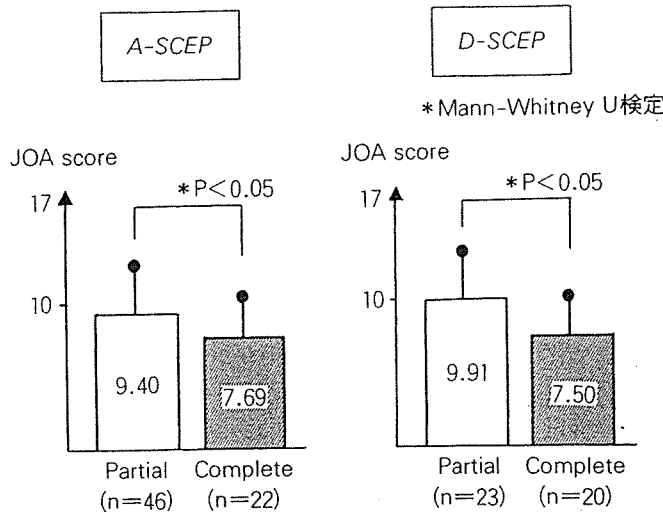 A-SCEP
D-SCEP
*Mann-Whitney U検定
JOA score
17
*P<0.05
10
9.40
7.69
Partial
(n=46)
Complete
(n=22)
JOA score
17
*P<0.05
10
9.91
7.50
Partial
(n=23)
Complete
(n=20)